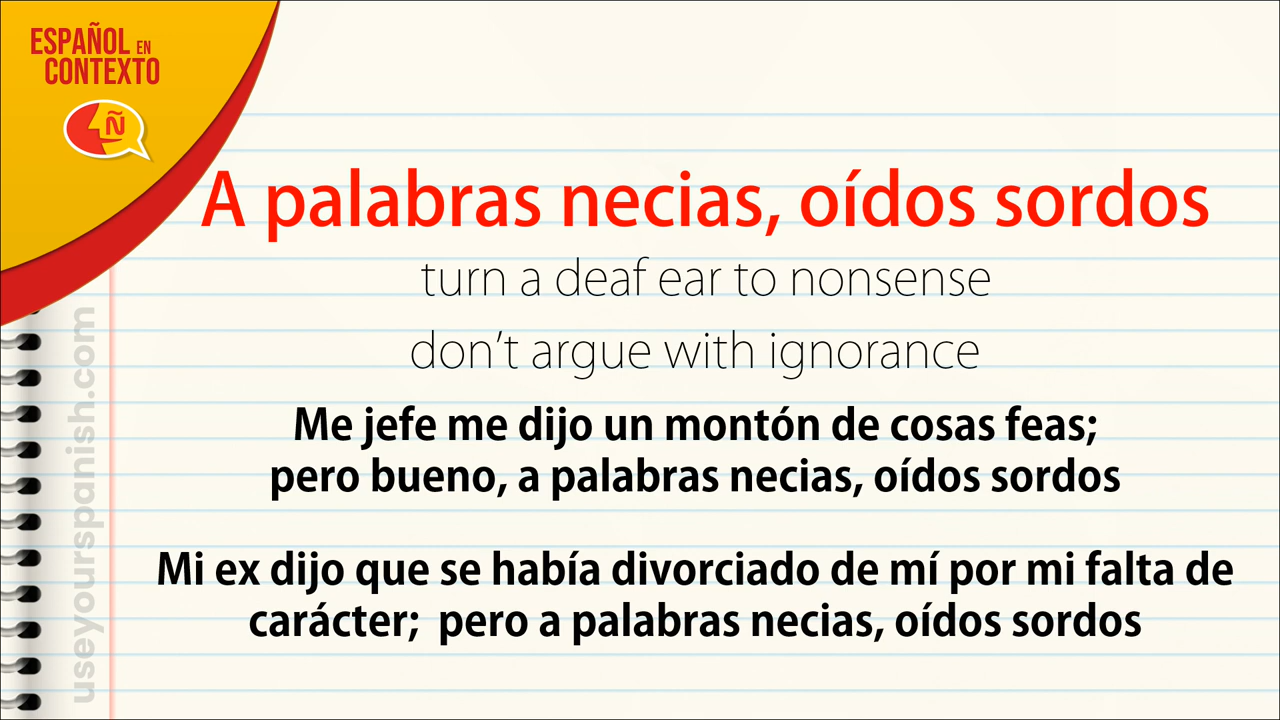 ESPAÑOL EN
CONTEXTO
Ñ
A palabras necias, oídos sordos
turn a deaf ear to nonsense
don't argue with ignorance
Me jefe me dijo un montón de cosas feas;
pero bueno, a palabras necias, oídos sordos
Mi ex dijo que se había divorciado de mí por mi falta de
carácter;  pero a palabras necias, oídos sordos
useyourspanish.com